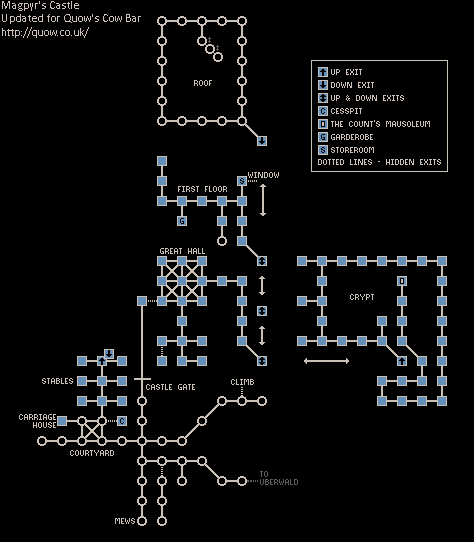 Magpyr's Castle
Updated for Quow's Cow Bar
http://quow.co.uk/
ROOF
UP EXIT
DOWN EXIT
UP & DOWN EXITS
C CESSPIT
D THE COUNT'S MAUSOLEUM
G GARDEROBE
S STOREROOM
DOTTED LINES - HIDDEN EXITS
S WINDOW
FIRST FLOOR
G
GREAT HALL
D
CRYPT
STABLES
CASTLE GATE
CLIMB
CARRIAGE
HOUSE
C
COURTYARD
TO
UBERWALD
MEWS